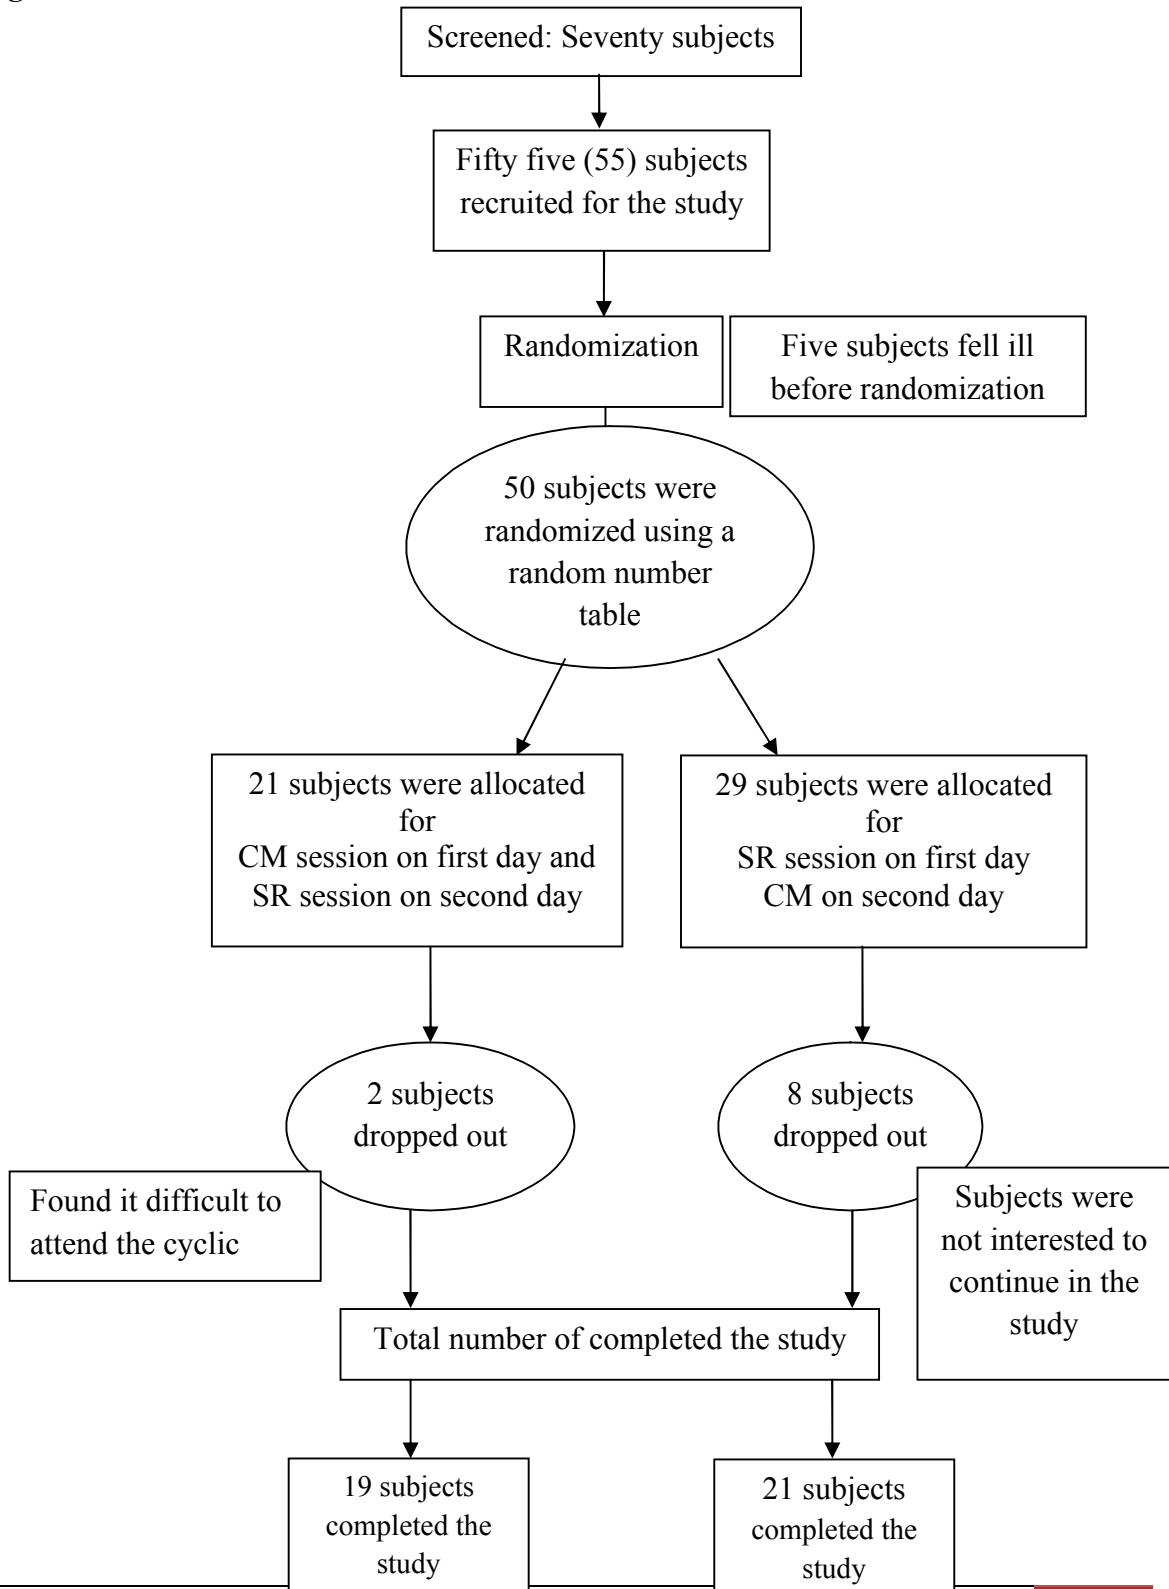 Screened: Seventy subjects
Fifty five (55) subjects
recruited for the study
Randomization
Five subjects fell ill
before randomization
50 subjects were
randomized using a
random number
table
21 subjects were allocated
for
CM session on first day and
SR session on second day
29 subjects were allocated
for
SR session on first day
CM on second day
2 subjects
dropped out
8 subjects
dropped out
Found it difficult to
attend the cyclic
Subjects were
not interested to
continue in the
study
Total number of completed the study
19 subjects
completed the
study
21 subjects
completed the
study